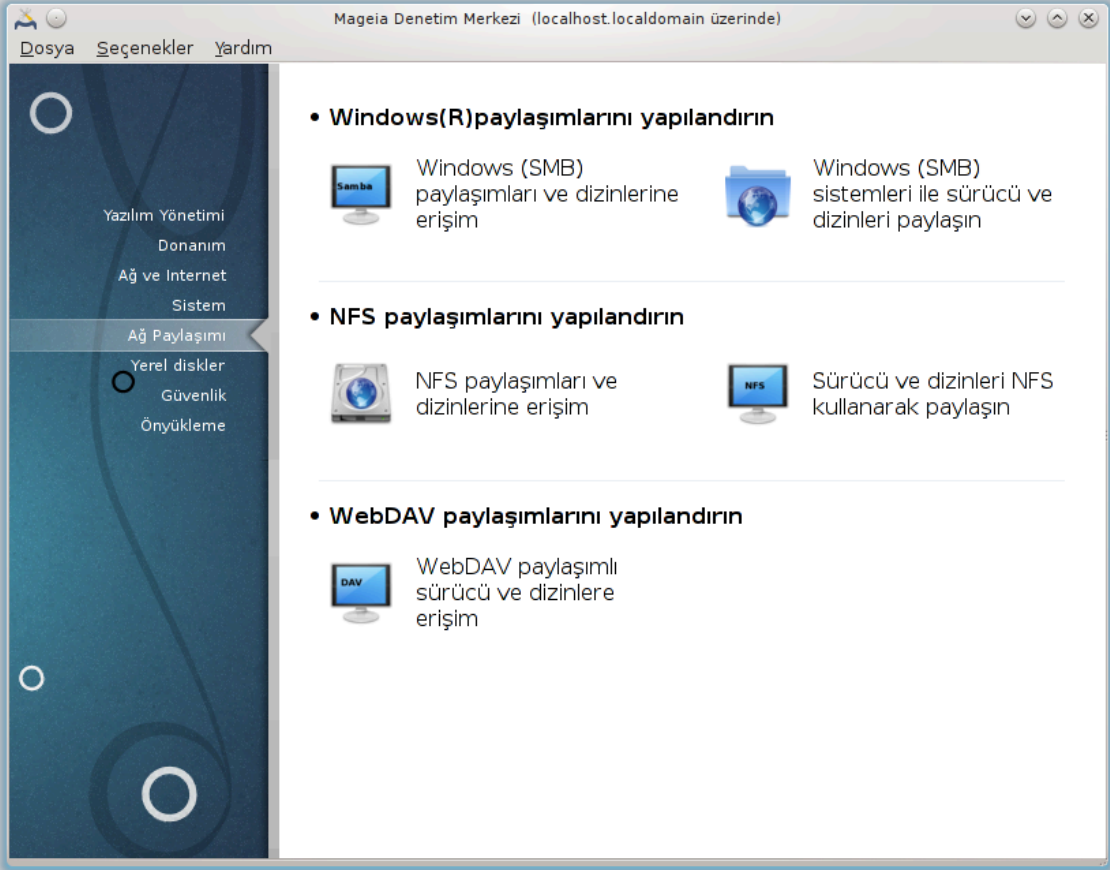 Mageia Denetim Merkezi (localhost.localdomain üzerinde)
Dosya Seçenekler Yardım
Yazılım Yönetimi
Donanım
Ağ ve Internet
Sistem
Ağ Paylaşımı
Yerel diskler
Güvenlik
Önyükleme
• Windows(R)paylaşımlarını yapılandırın
Samba
Windows (SMB)
paylaşımları ve dizinlerine
erişim
Windows (SMB)
sistemleri ile sürücü ve
dizinleri paylaşın
• NFS paylaşımlarını yapılandırın
NFS paylaşımları ve
dizinlerine erişim
NFS
Sürücü ve dizinleri NFS
kullanarak paylaşın
• WebDAV paylaşımlarını yapılandırın
DAV
WebDAV paylaşımlı
sürücü ve dizinlere
erişim